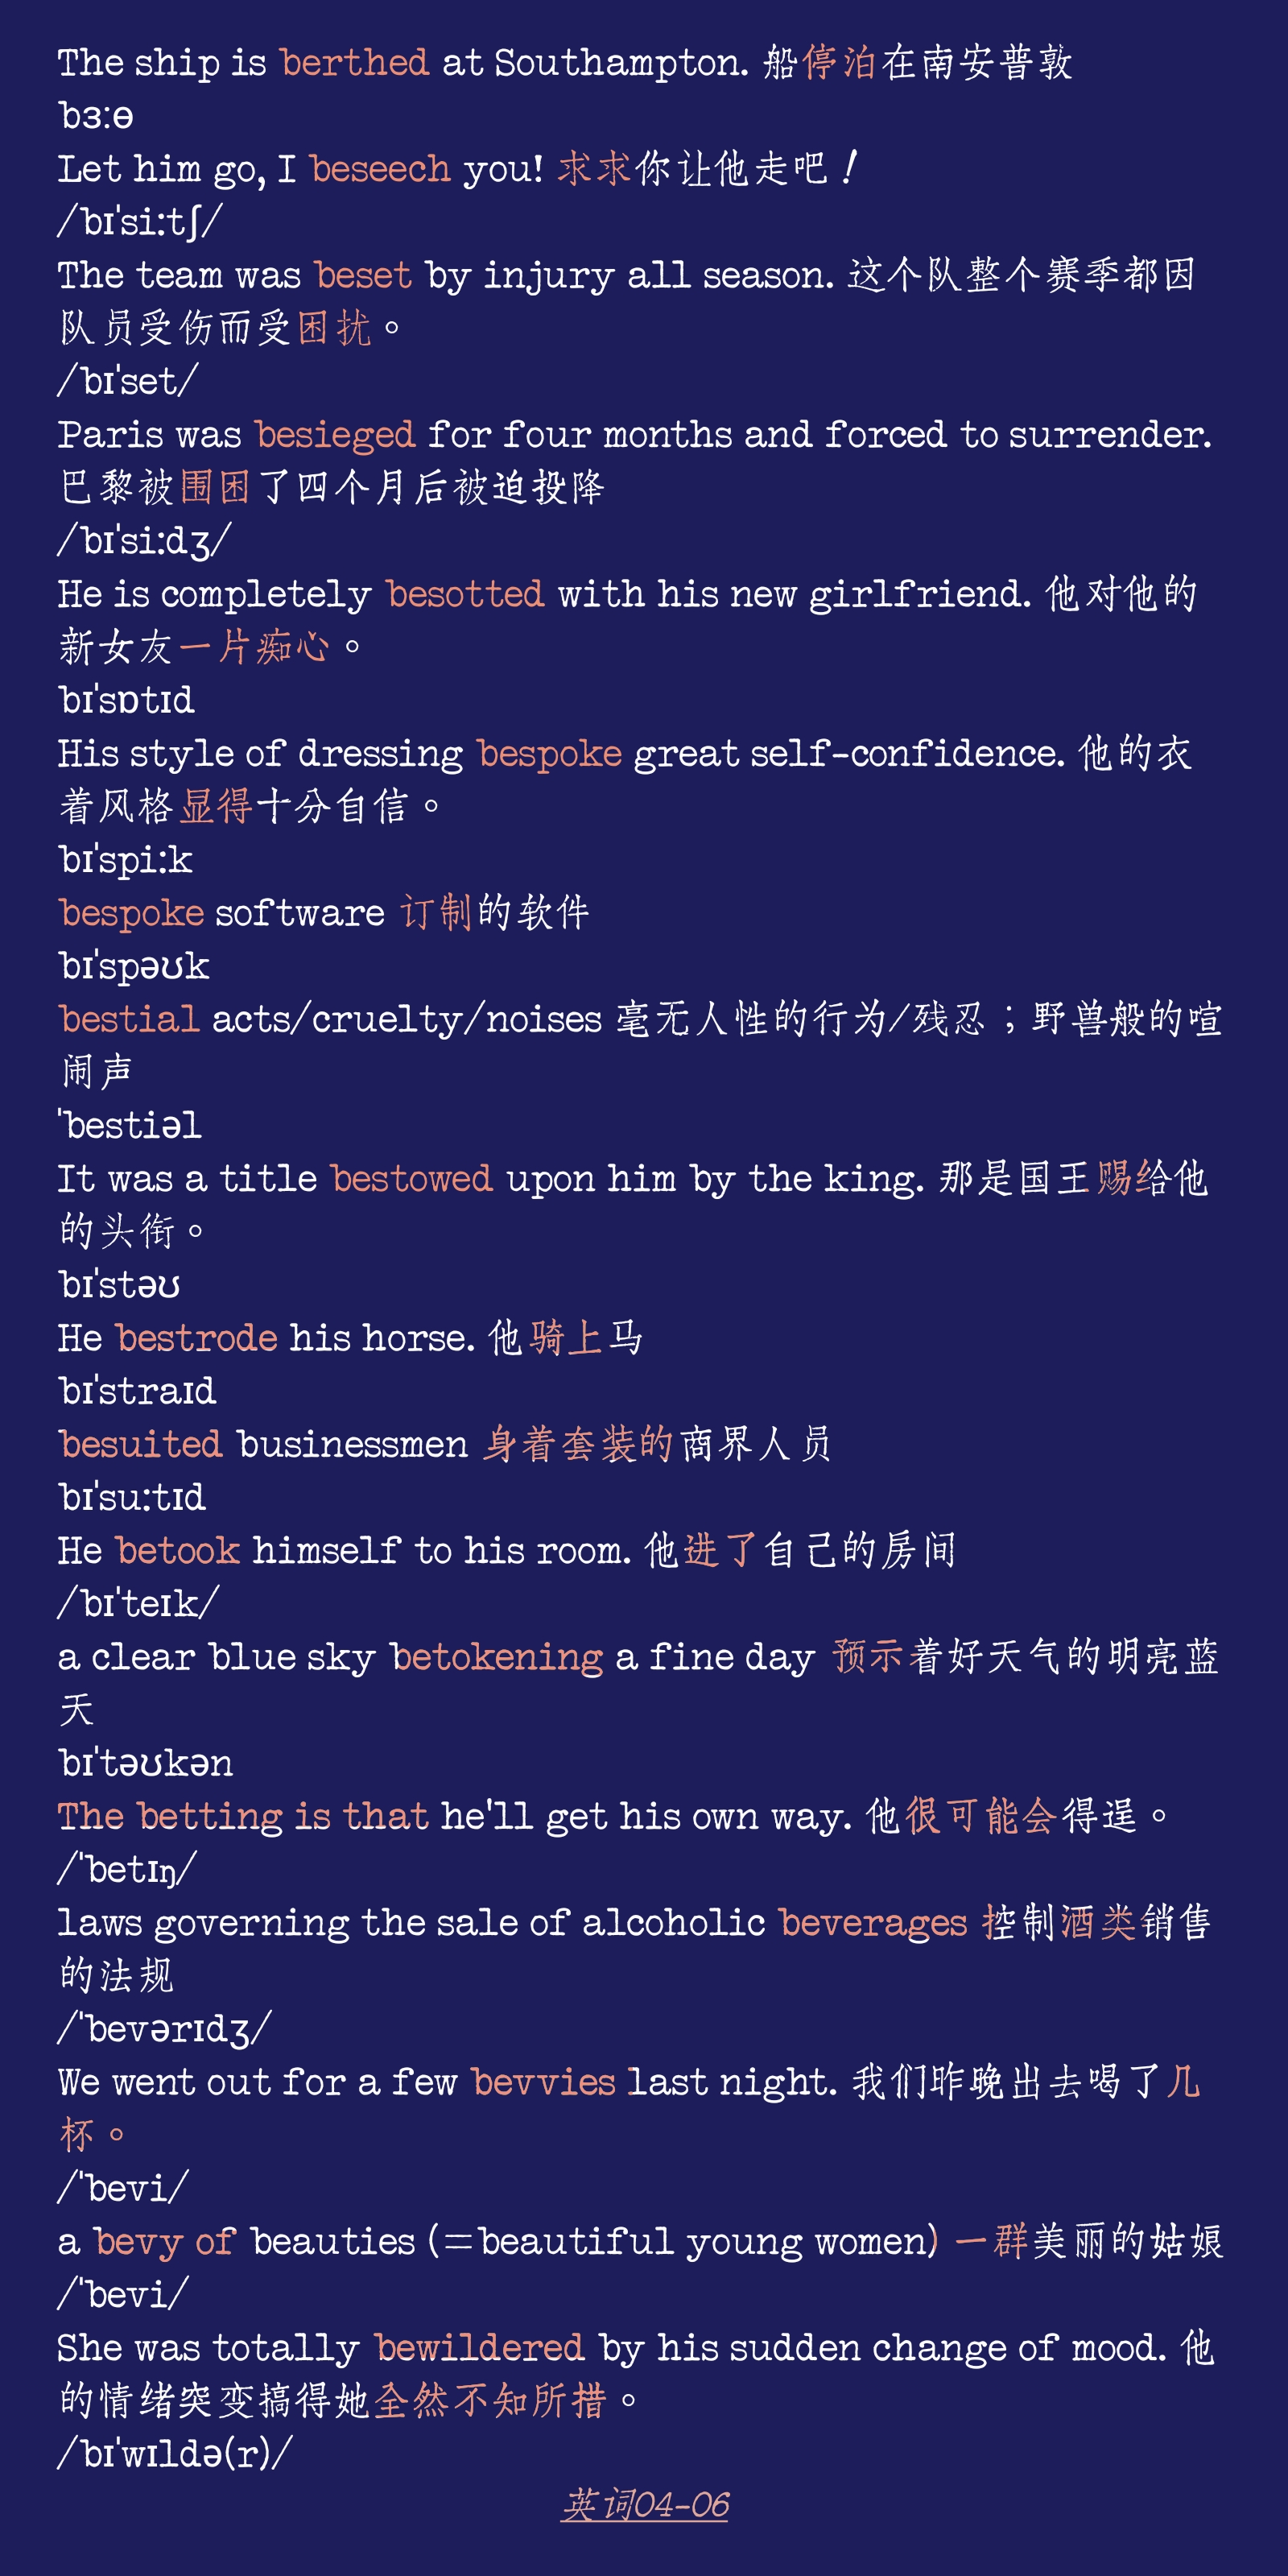 The ship is berthed at Southampton. 船停泊在南安普敦
bɜːɵ
Let him go, I beseech you! 求求你让他走吧！
/bɪˈsiːtʃ/
The team was beset by injury all season. 这个队整个赛季都因
队员受伤而受困扰。
/bɪˈset/
Paris was besieged for four months and forced to surrender.
巴黎被围困了四个月后被迫投降
/bɪˈsiːdʒ/
He is completely besotted with his new girlfriend. 他对他的
新女友一片痴心。
bɪˈsɒtɪd
His style of dressing bespoke great self-confidence. 他的衣
着风格显得十分自信。
bɪˈspiːk
bespoke software 订制的软件
bɪˈspəʊk
bestial acts/cruelty/noises 毫无人性的行为/残忍；野兽般的喧
闹声
ˈbestiəl
It was a title bestowed upon him by the king. 那是国王赐给他
的头衔。
bɪˈstəʊ
He bestrode his horse. 他骑上马
bɪˈstraɪd
besuited businessmen 身着套装的商界人员
bɪˈsuːtɪd
He betook himself to his room. 他进了自己的房间
/bɪˈteɪk/
a clear blue sky betokening a fine day 预示着好天气的明亮蓝
天
bɪˈtəʊkən
The betting is that he'll get his own way. 他很可能会得逞。
/ˈbetɪŋ/
laws governing the sale of alcoholic beverages 控制酒类销售
的法规
/ˈbevərɪdʒ/
We went out for a few bevvies last night. 我们昨晚出去喝了几
杯。
/ˈbevi/
a bevy of beauties (=beautiful young women) 一群美丽的姑娘
/ˈbevi/
She was totally bewildered by his sudden change of mood. 他
的情绪突变搞得她全然不知所措。
/bɪˈwɪldə(r)/
英词04-06